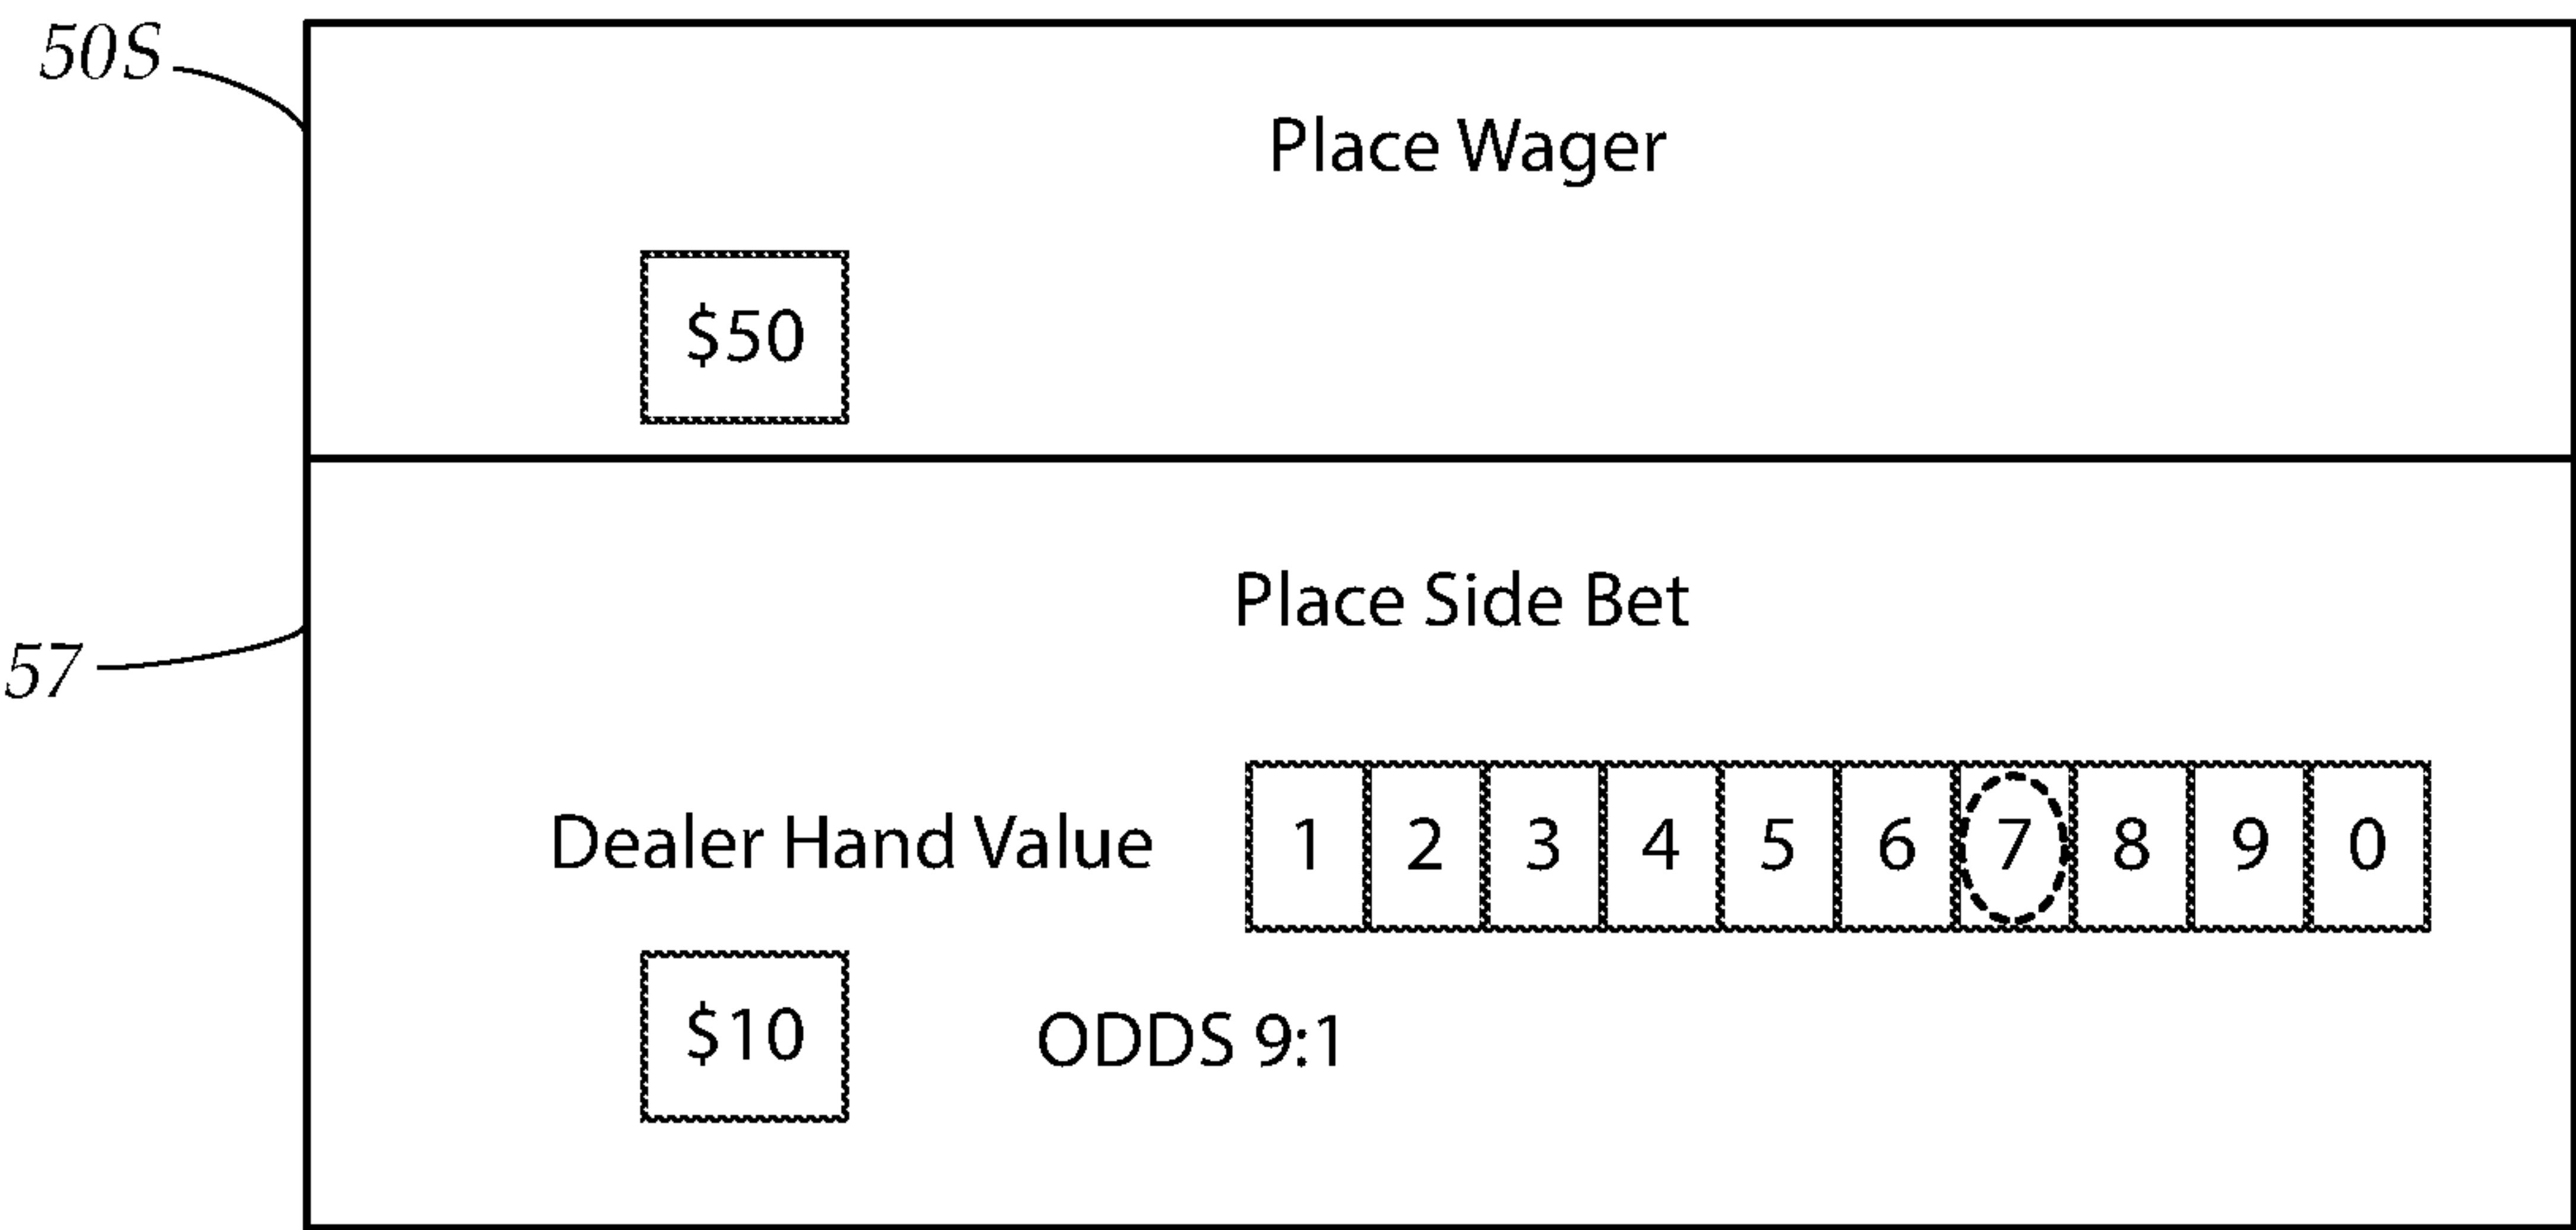 50S
Place Wager
$50
Place Side Bet
57
Dealer Hand Value 1 2 3 4 5 6 7 8 9 0
$10 ODDS 9:1